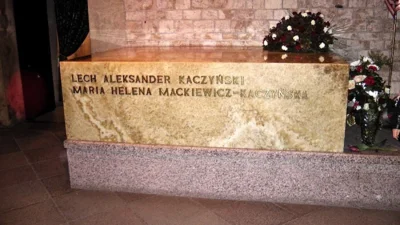 LECH ALEKSANDER KACZYŃSKI
MARIA HELENA MACKIEWICZ-KACZYŃSKA